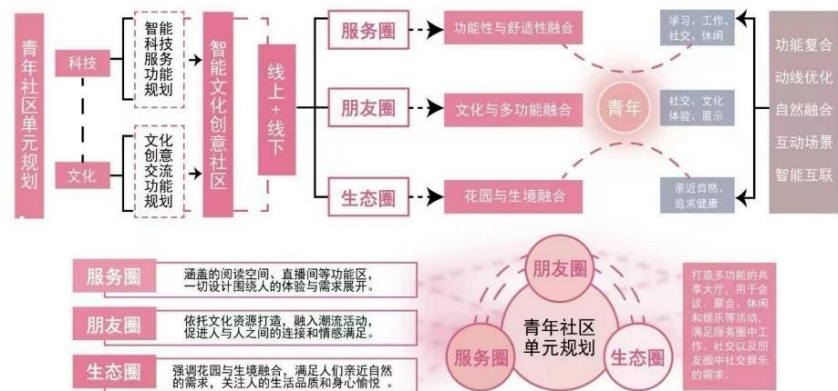 青年社区单元规划
科技
文化
智能
科技
服务
功能
规划
文化
创意
交流
功能
规划
智能文化创意社区
线上+线下
服务圈
朋友圈
生态圈
功能性与舒适性融合
文化与多功能融合
花园与生境融合
青年
学习、工作、
社交、休闲
社交、文化
体验、展示
亲近自然、
追求健康
功能复合
动线优化
自然融合
互动场景
智能互联
服务圈
涵盖的阅读空间、直播间等功能区，
一切设计围绕人的体验与需求展开。
朋友圈
依托文化资源打造，融入潮流活动，
促进人与人之间的连接和情感满足。
生态圈
强调花园与生境融合，满足人们亲近自然
的需求，关注人的生活品质和身心愉悦 。
朋友圈
青年社区
单元规划
服务圈
生态圈
打造多功能的共
享大厅，用于会
议、聚会、休闲
和娱乐等活动，
满足服务圈中工
作、社交以及朋
友圈中社交娱乐
的需求。